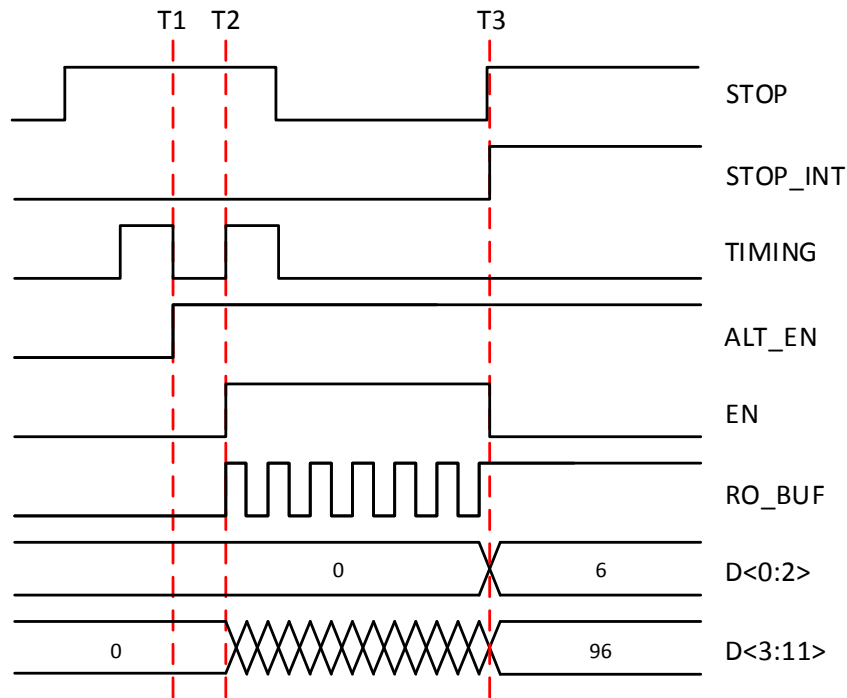 T1 T2 T3
STOP
STOP_INT
TIMING
ALT_EN
EN
RO_BUF
0 6 D<0:2>
0 96 D<3:11>